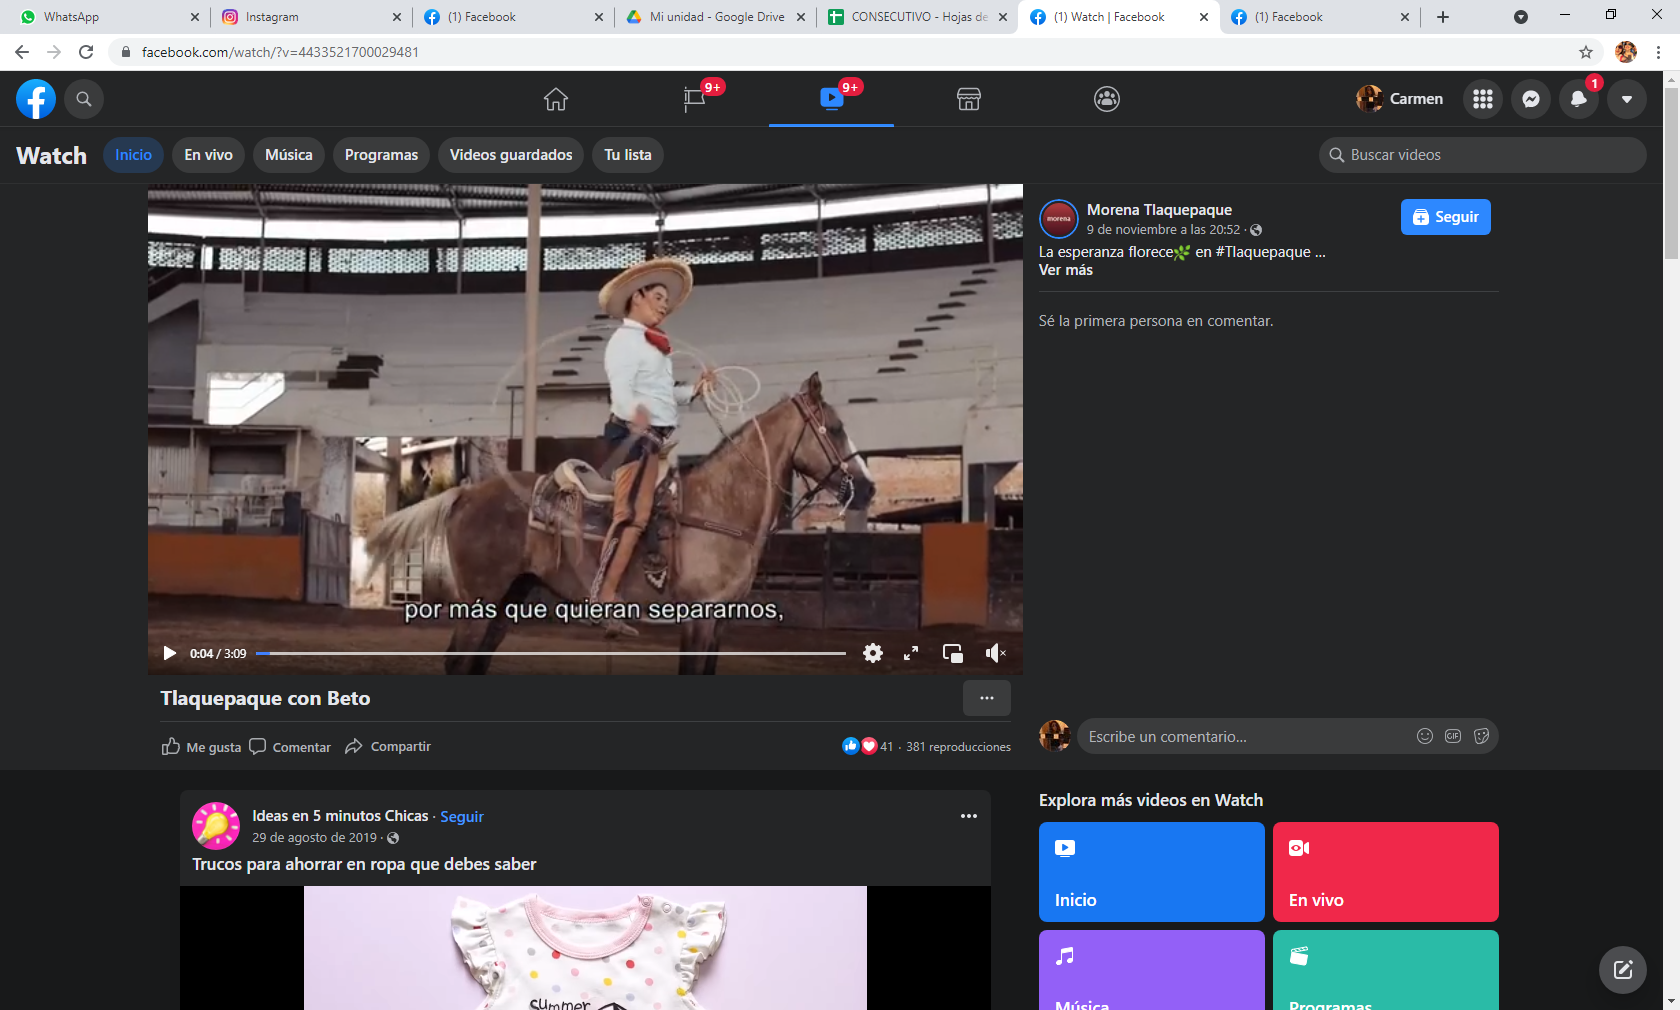 WhatsApp
Instagram
(1) Facebook
Mi unidad - Google Drive
CONSECUTIVO - Hojas de
(1) Watch | Facebook
(1) Facebook
facebook.com/watch/?v=4433521700029481
9+
9+
Carmen
1
Watch
Inicio
En vivo
Música
Programas
Videos guardados
Tu lista
Buscar videos
morena
Morena Tlaquepaque
9 de noviembre a las 20:52 ·
Seguir
La esperanza florece🌿 en #Tlaquepaque ...
Ver más
Sé la primera persona en comentar.
por más que quieran separarnos,
0:04 / 3:09
Tlaquepaque con Beto
Me gusta
Comentar
Compartir
41 · 381 reproducciones
Escribe un comentario...
GIF
Ideas en 5 minutos Chicas · Seguir
29 de agosto de 2019 ·
Trucos para ahorrar en ropa que debes saber
summer
Explora más videos en Watch
Inicio
En vivo
Música
Programas